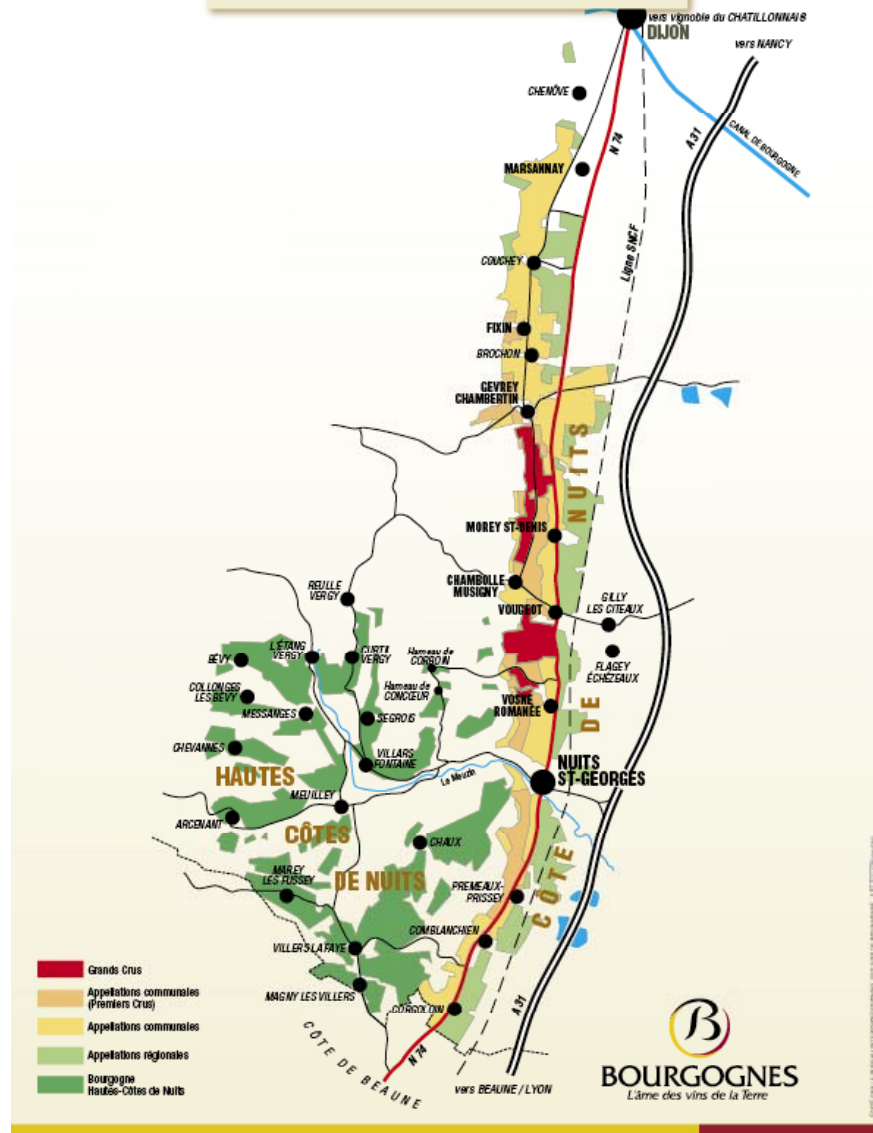 vers vignoble du CHATILLONNAIS
DIJON
vers NANCY
CHENÔVE
N 74
A 31
CANAL DE BOURGOGNE
MARSANNAY
Ligne SNCF
COUCHEY
FIXIN
BROCHON
GEVREY
CHAMBERTIN
NUITS
MOREY ST-DENIS
CHAMBOLLE
MUSIGNY
REULLE
VERGY
GILLY
LES CITEAUX
VOUGEOT
L'ÉTANG
VERGY
CURTIL
VERGY
Hameau de
CORBOIN
BÉVY
FLAGEY
ÉCHÉZEAUX
COLLONGES
LES BÉVY
Hameau de
CONCŒUR
MESSANGES
SEGROIS
VOSNE
ROMANÉE
DE
CHEVANNES
VILLARS
FONTAINE
NUITS
ST-GEORGES
HAUTES
Le Meuzin
MEUILLEY
ARCENANT
CÔTES
CHAUX
CÔTE
MAREY
LES FUSSEY
DE NUITS
PREMEAUX-
PRISSEY
COMBLANCHIEN
VILLERS LA FAYE
MAGNY LES VILLERS
CORGOLOIN
A 31
N 74
CÔTE DE BEAUNE
vers BEAUNE / LYON
Grands Crus
Appellations communales
(Premiers Crus)
Appellations communales
Appellations régionales
Bourgogne
Hautes-Côtes de Nuits
B
BOURGOGNES
L'âme des vins de la Terre